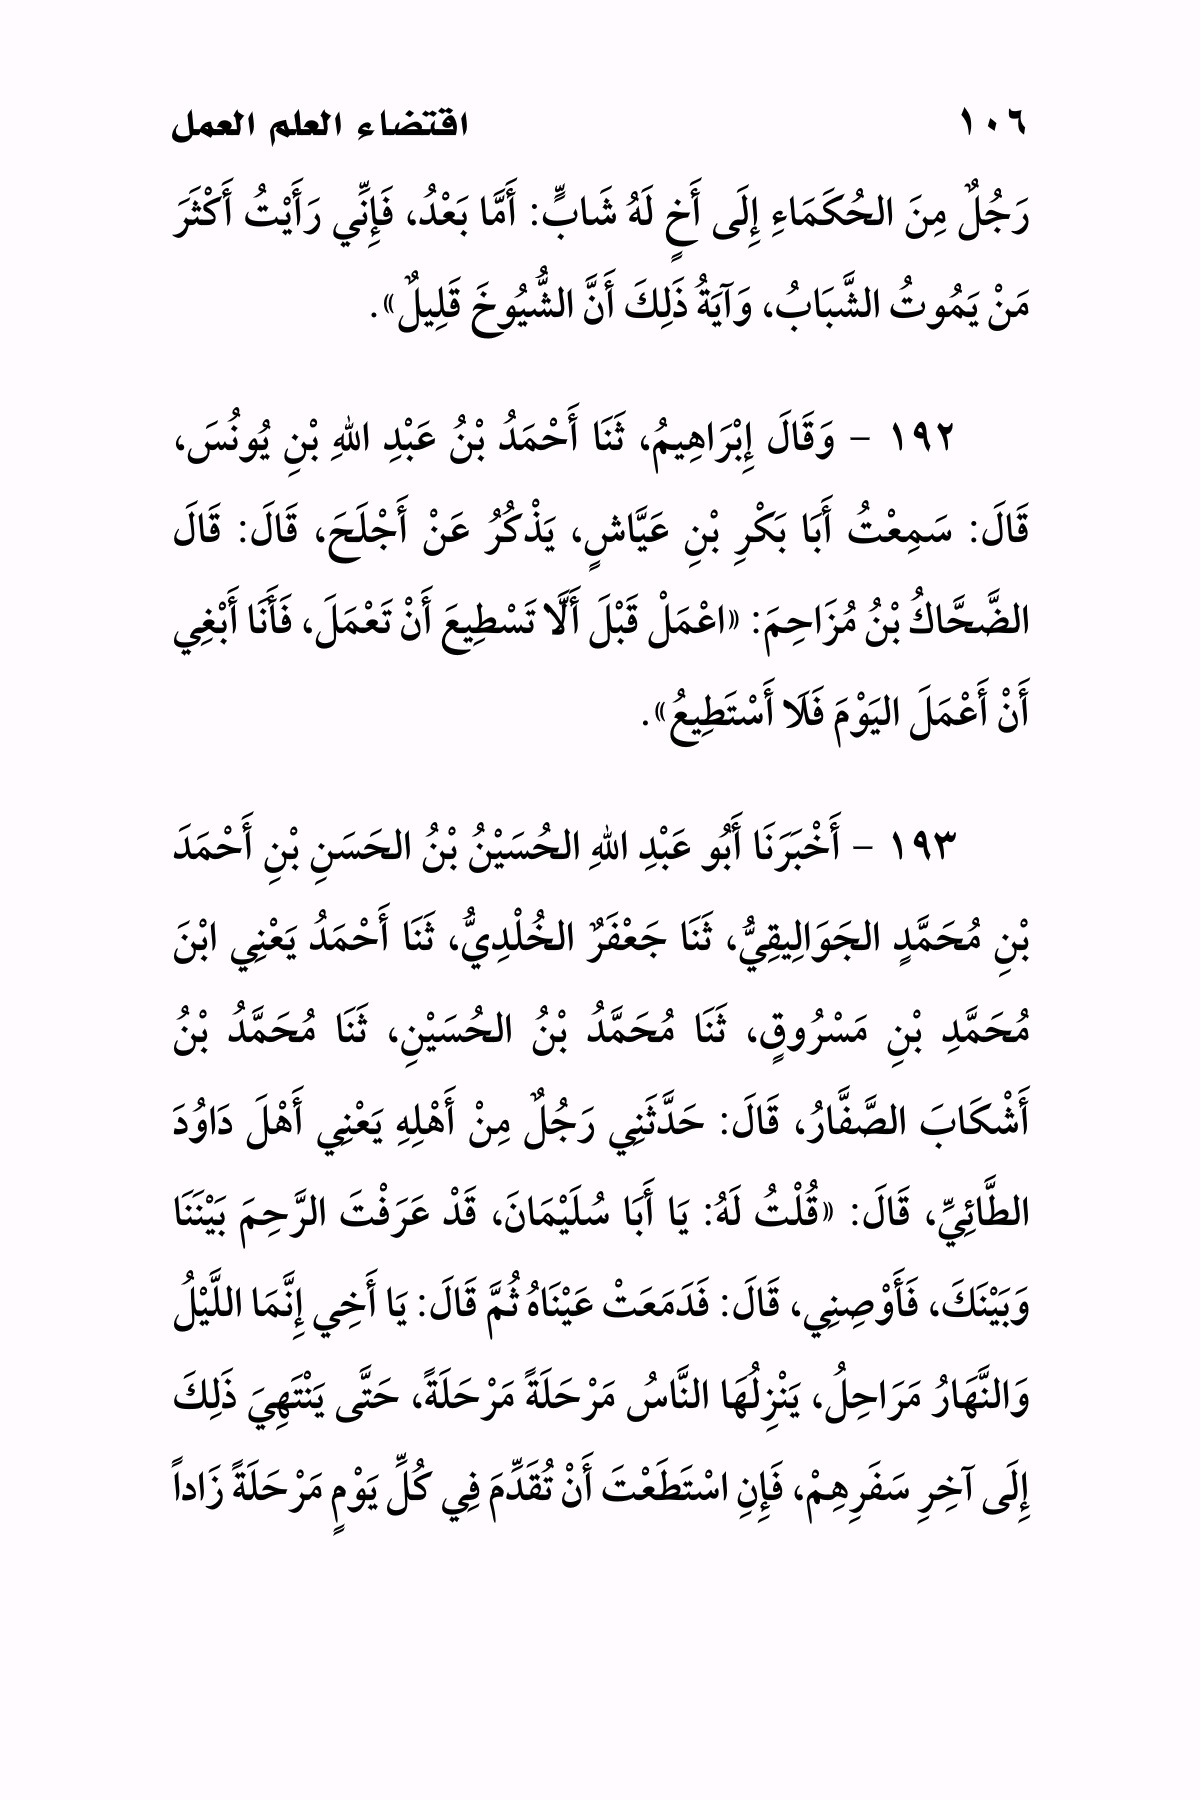 ١٠٦ اقتضاء العلم العمل
رَجُلٌ مِنَ الحُكَمَاءِ إِلَى أَخٍ لَهُ شَابٍّ: أَمَّا بَعْدُ، فَإِنِّي رَأَيْتُ أَكْثَرَ
مَنْ يَمُوتُ الشَّبَابُ، وَآيَةُ ذَلِكَ أَنَّ الشُّيُوخَ قَلِيلٌ».
١٩٢ – وَقَالَ إِبْرَاهِيمُ، ثَنَا أَحْمَدُ بْنُ عَبْدِ اللهِ بْنِ يُونُسَ،
قَالَ: سَمِعْتُ أَبَا بَكْرِ بْنِ عَيَّاشٍ، يَذْكُرُ عَنْ أَجْلَحَ، قَالَ: قَالَ
الضَّحَّاكُ بْنُ مُزَاحِمَ: «اعْمَلْ قَبْلَ أَلَّا تَسْطِيعَ أَنْ تَعْمَلَ، فَأَنَا أَبْغِي
أَنْ أَعْمَلَ اليَوْمَ فَلَا أَسْتَطِيعُ».
١٩٣ – أَخْبَرَنَا أَبُو عَبْدِ اللهِ الحُسَيْنُ بْنُ الحَسَنِ بْنِ أَحْمَدَ
بْنِ مُحَمَّدٍ الجَوَالِيقِيُّ، ثَنَا جَعْفَرٌ الخُلْدِيُّ، ثَنَا أَحْمَدُ يَعْنِي ابْنَ
مُحَمَّدِ بْنِ مَسْرُوقٍ، ثَنَا مُحَمَّدُ بْنُ الحُسَيْنِ، ثَنَا مُحَمَّدُ بْنُ
أَشْكَابَ الصَّفَّارُ، قَالَ: حَدَّثَنِي رَجُلٌ مِنْ أَهْلِهِ يَعْنِي أَهْلَ دَاوُدَ
الطَّائِيِّ، قَالَ: «قُلْتُ لَهُ: يَا أَبَا سُلَيْمَانَ، قَدْ عَرَفْتَ الرَّحِمَ بَيْنَنَا
وَبَيْنَكَ، فَأَوْصِنِي، قَالَ: فَدَمَعَتْ عَيْنَاهُ ثُمَّ قَالَ: يَا أَخِي إِنَّمَا اللَّيْلُ
وَالنَّهَارُ مَرَاحِلُ، يَنْزِلُهَا النَّاسُ مَرْحَلَةً مَرْحَلَةً، حَتَّى يَنْتَهِيَ ذَلِكَ
إِلَى آخِرِ سَفَرِهِمْ، فَإِنِ اسْتَطَعْتَ أَنْ تُقَدِّمَ فِي كُلِّ يَوْمٍ مَرْحَلَةً زَاداً